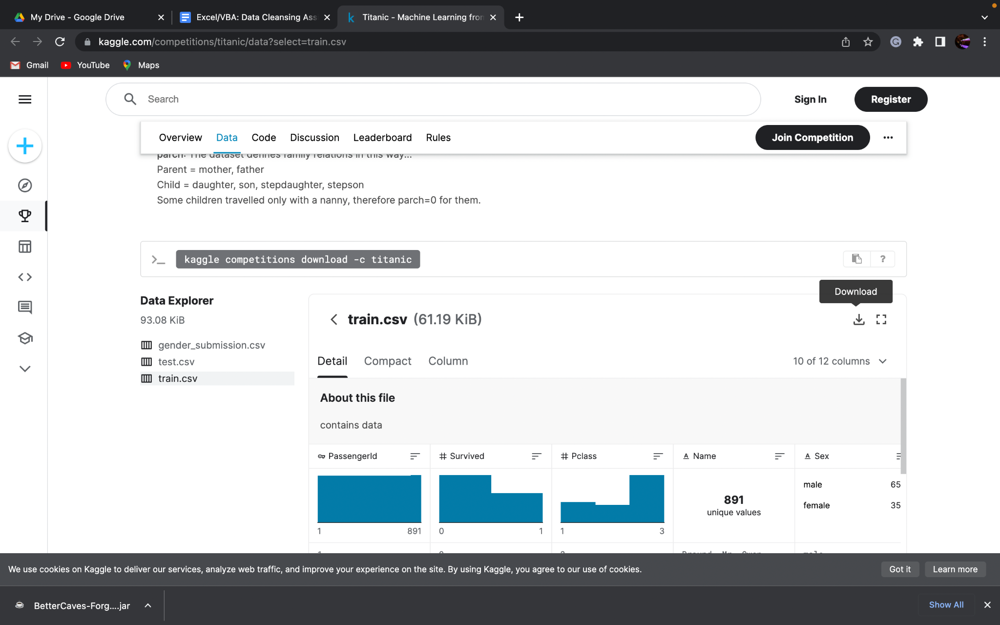 My Drive - Google Drive
Excel/VBA: Data Cleansing Ass
Titanic - Machine Learning from
kaggle.com/competitions/titanic/data?select=train.csv
Gmail
YouTube
Maps
Search
Sign In
Register
Overview
Data
Code
Discussion
Leaderboard
Rules
Join Competition
parch: The dataset defines family relations in this way...
Parent = mother, father
Child = daughter, son, stepdaughter, stepson
Some children travelled only with a nanny, therefore parch=0 for them.
kaggle competitions download -c titanic
?
Download
Data Explorer
93.08 KiB
gender_submission.csv
test.csv
train.csv
train.csv (61.19 KiB)
Detail
Compact
Column
10 of 12 columns
About this file
contains data
PassengerId
# Survived
# Pclass
A Name
A Sex
1
891
0
1
1
3
891
unique values
male 65
female 35
We use cookies on Kaggle to deliver our services, analyze web traffic, and improve your experience on the site. By using Kaggle, you agree to our use of cookies.
Got it
Learn more
BetterCaves-Forg....jar
Show All